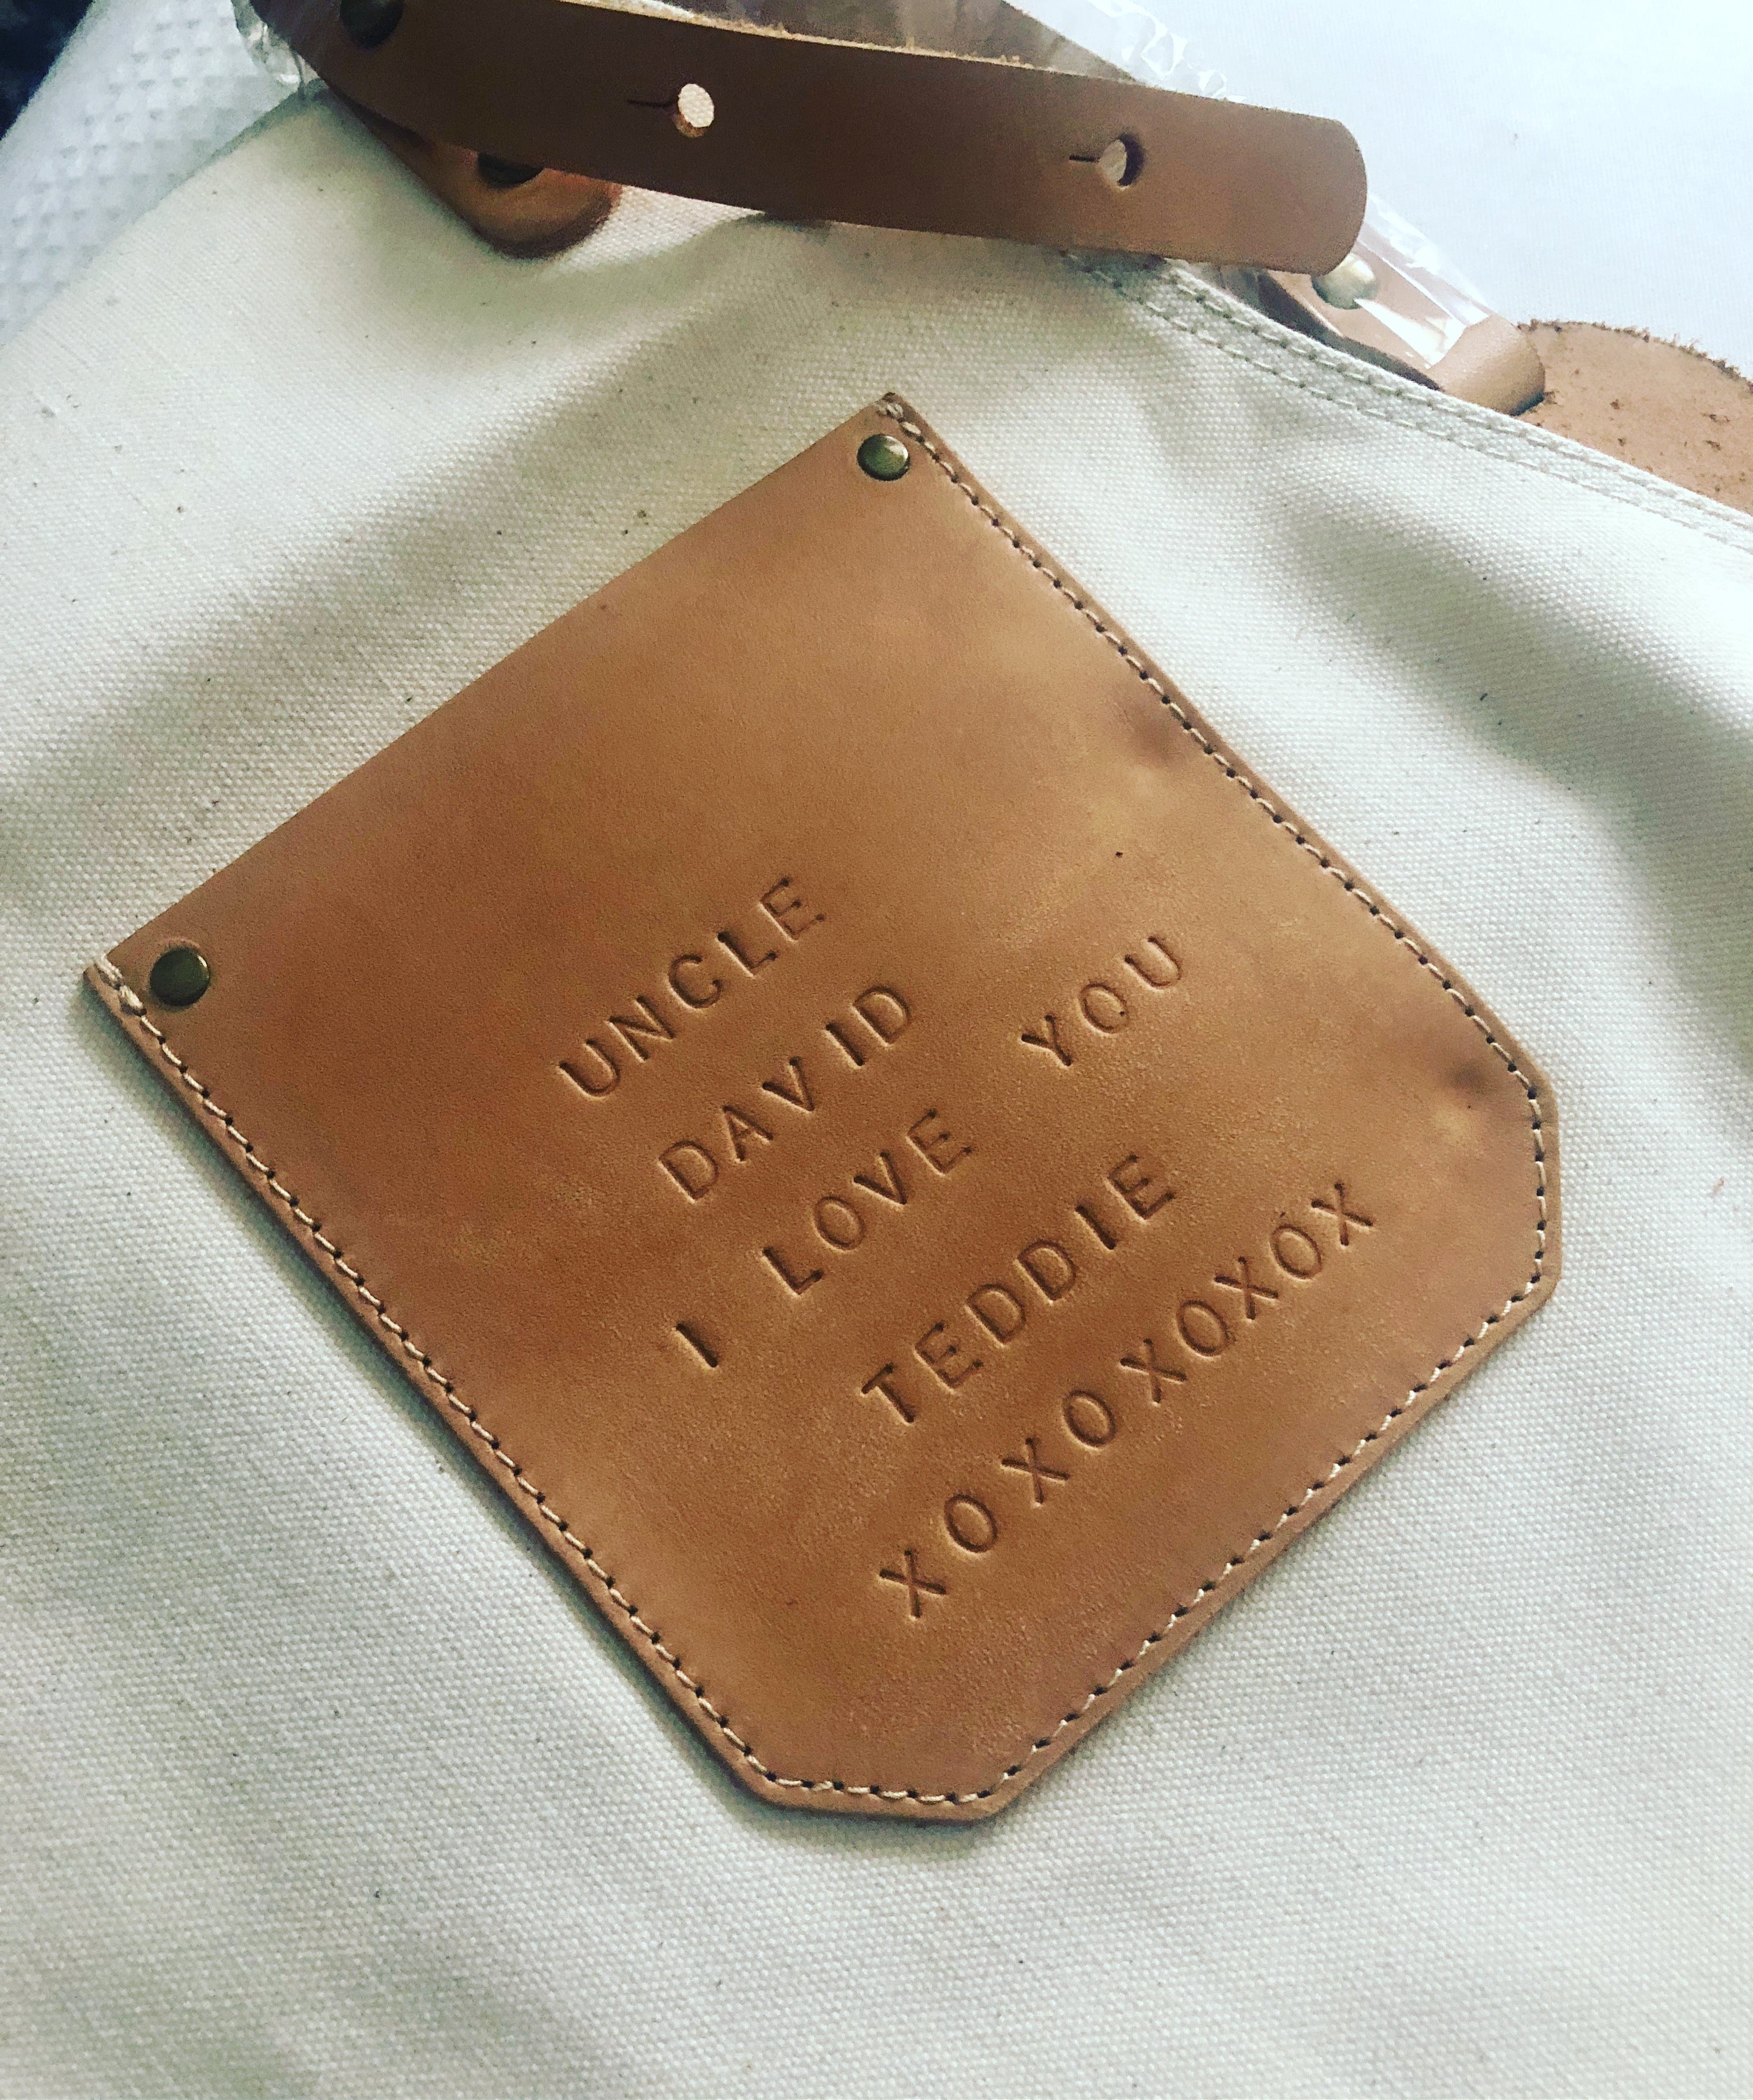 UNCLE
DAVID
I LOVE YOU
TEDDIE
XOXOXOXOX